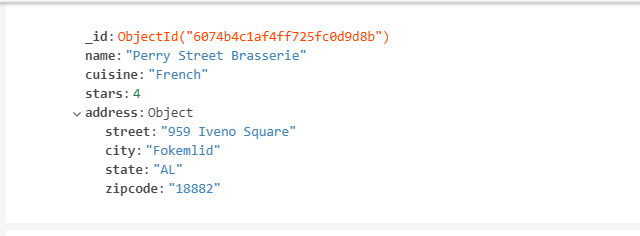 _id: ObjectId("6074b4c1af4ff725fc0d9d8b")
name: "Perry Street Brasserie"
cuisine: "French"
stars: 4
address: Object
street: "959 Iveno Square"
city: "Fokemlid"
state: "AL"
zipcode: "18882"